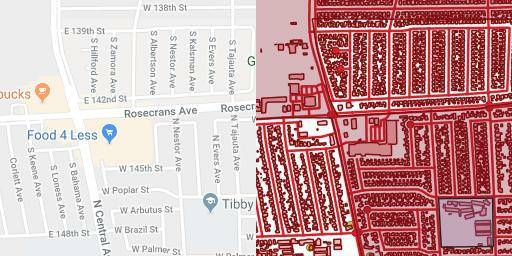 W 138th St
E 139th St
S Hillford Ave
S Zamora Ave
S Albertson Ave
S Nestor Ave
S Kalsman Ave
S Evers Ave
S Tajauta Ave
G
ucks
E 142nd St
Rosecrans Ave
Rosecr
Food 4 Less
N Nestor Ave
N Evers Ave
N Tajauta Ave
S Keene Ave
Corlett Ave
S Loness Ave
S Bahama Ave
N Central A
W 145th St
W Poplar St
Tibby
W Arbutus St
E 148th St
W Brazil St
W Palmer St